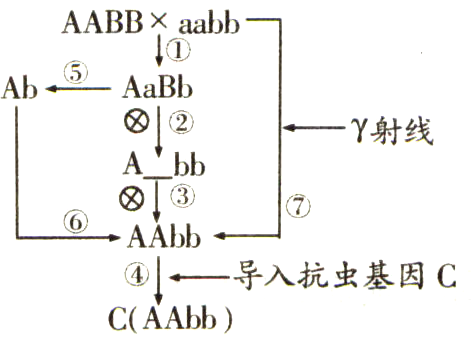 AABB × aabb
①
Ab ⑤ AaBb
⊗ ②
γ射线
A__bb
⊗ ③
⑥ ⑦
AAbb
④ 导入抗虫基因 C
C(AAbb)